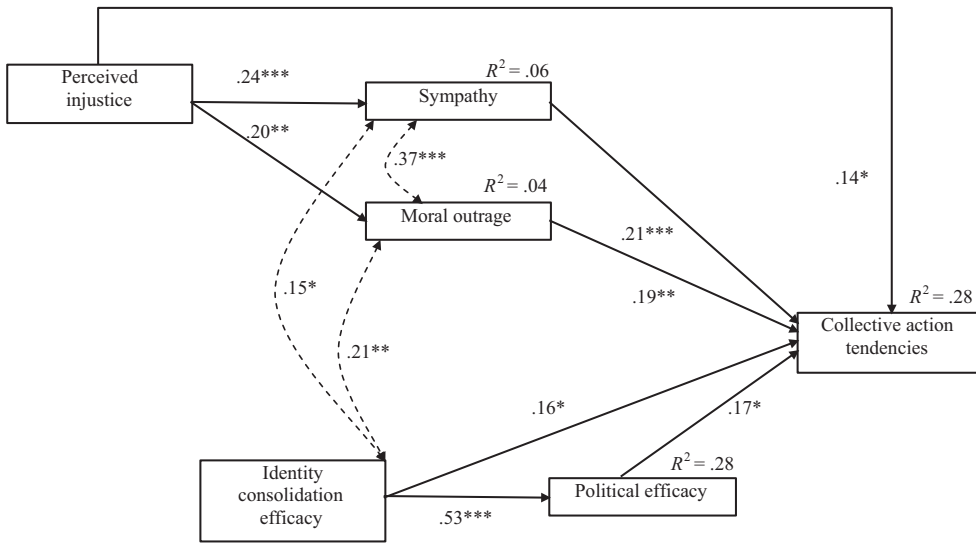 Perceived
injustice
.24***
R² = .06
Sympathy
.20**
.37***
R² = .04
Moral outrage
.14*
.21***
.15*
.19**
R² = .28
Collective action
tendencies
.21**
.16*
.17*
Identity
consolidation
efficacy
R² = .28
Political efficacy
.53***